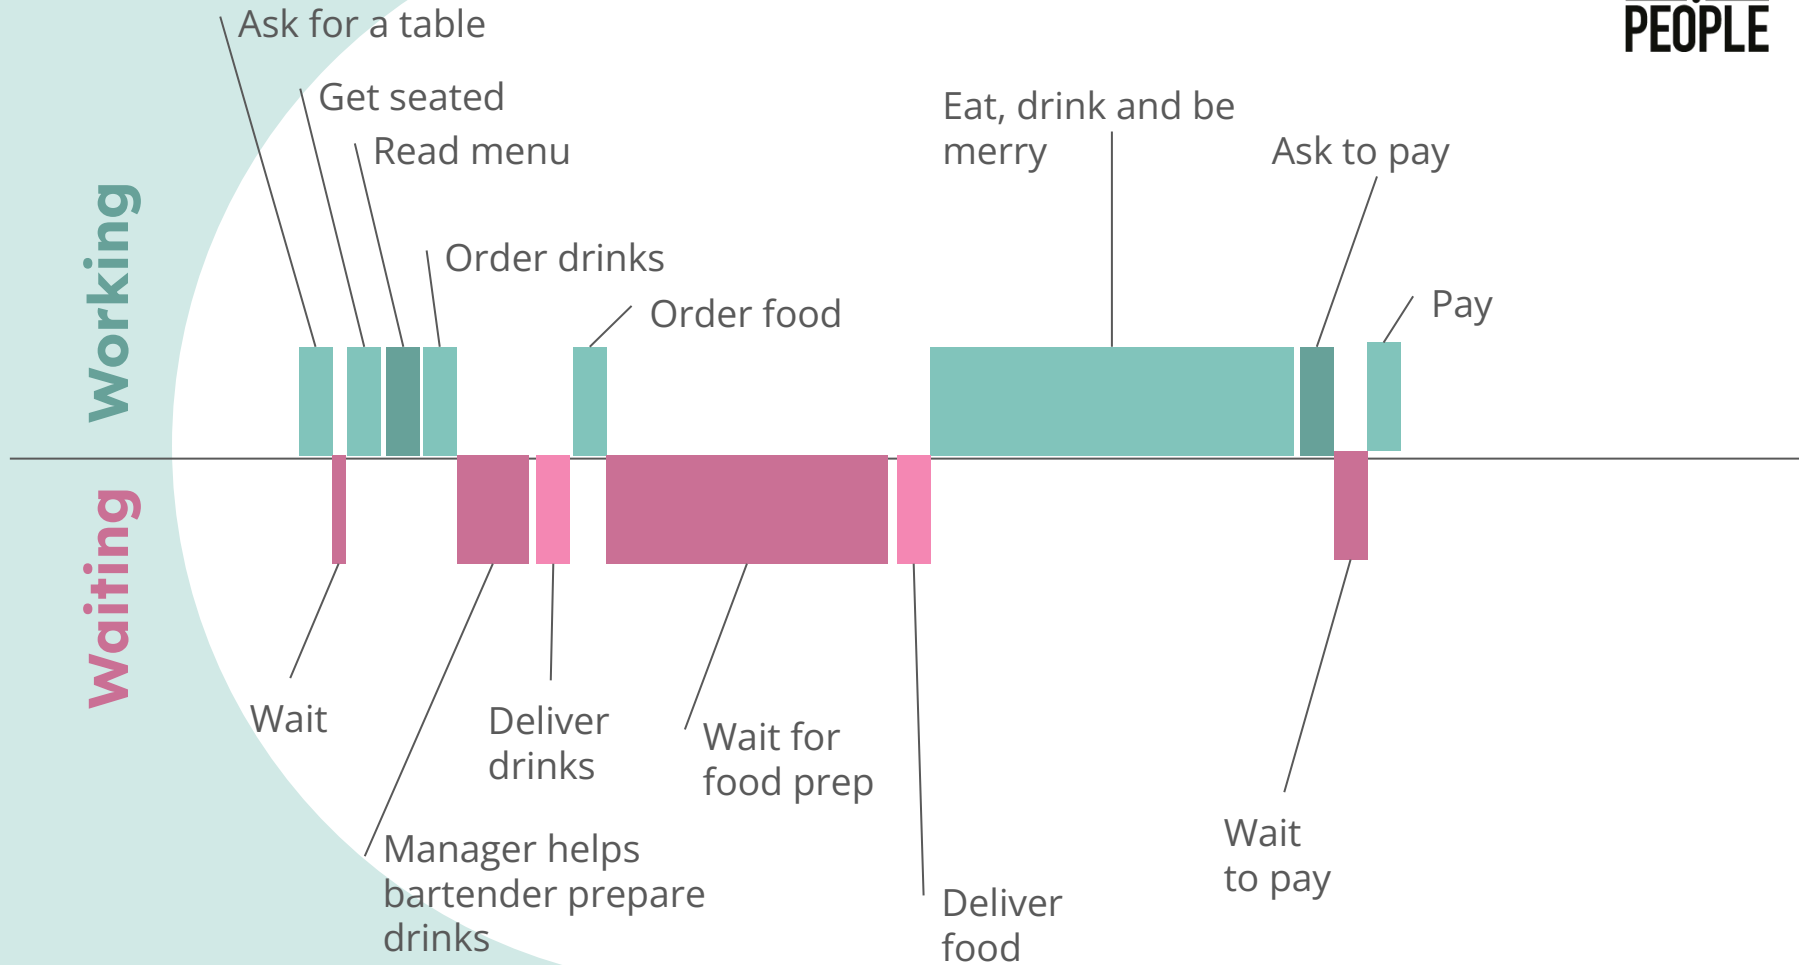 PEOPLE
Ask for a table
Get seated
Read menu
Order drinks
Order food
Eat, drink and be
merry
Ask to pay
Pay
Working
Waiting
Wait
Manager helps
bartender prepare
drinks
Deliver
drinks
Wait for
food prep
Deliver
food
Wait
to pay